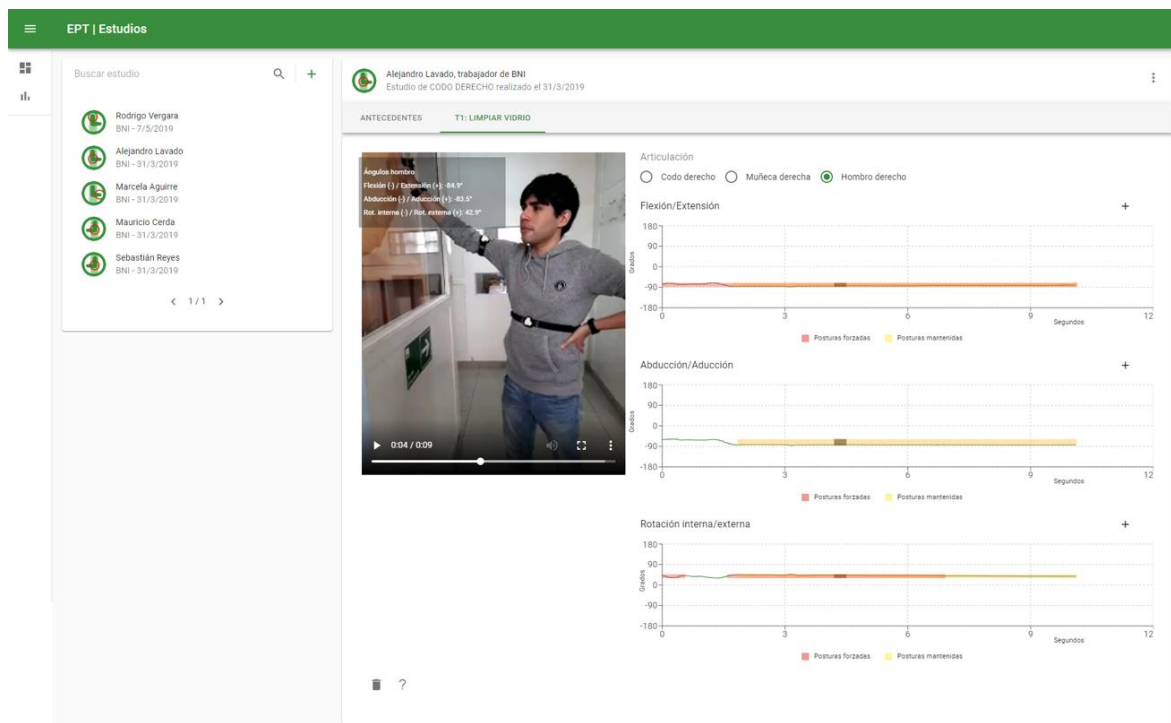 EPT | Estudios
Buscar estudio
Rodrigo Vergara
BNI - 7/5/2019
Alejandro Lavado
BNI - 31/3/2019
Marcela Aguirre
BNI - 31/3/2019
Mauricio Cerda
BNI - 31/3/2019
Sebastián Reyes
BNI - 31/3/2019
1 / 1
Alejandro Lavado, trabajador de BNI
Estudio de CODO DERECHO realizado el 31/3/2019
ANTECEDENTES T1: LIMPIAR VIDRIO
Ángulos hombro
Flexión (-) / Extensión (+): -84.9°
Abducción (-) / Aducción (+): -83.5°
Rot. interna (-) / Rot. externa (+): 42.9°
0:04 / 0:09
Articulación
Codo derecho Muñeca derecha Hombro derecho
Flexión/Extensión +
180
90
0
-90
-180
Grados
0 3 6 9 12
Segundos
Posturas forzadas Posturas mantenidas
Abducción/Aducción +
180
90
0
-90
-180
Grados
0 3 6 9 12
Segundos
Posturas forzadas Posturas mantenidas
Rotación interna/externa +
180
90
0
-90
-180
Grados
0 3 6 9 12
Segundos
Posturas forzadas Posturas mantenidas
?